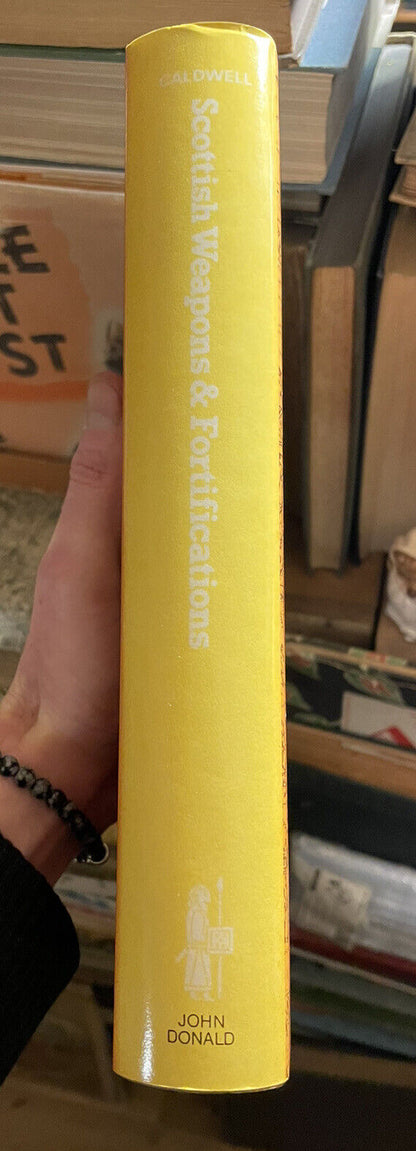 CALDWELL
Scottish Weapons & Fortifications
JOHN
DONALD